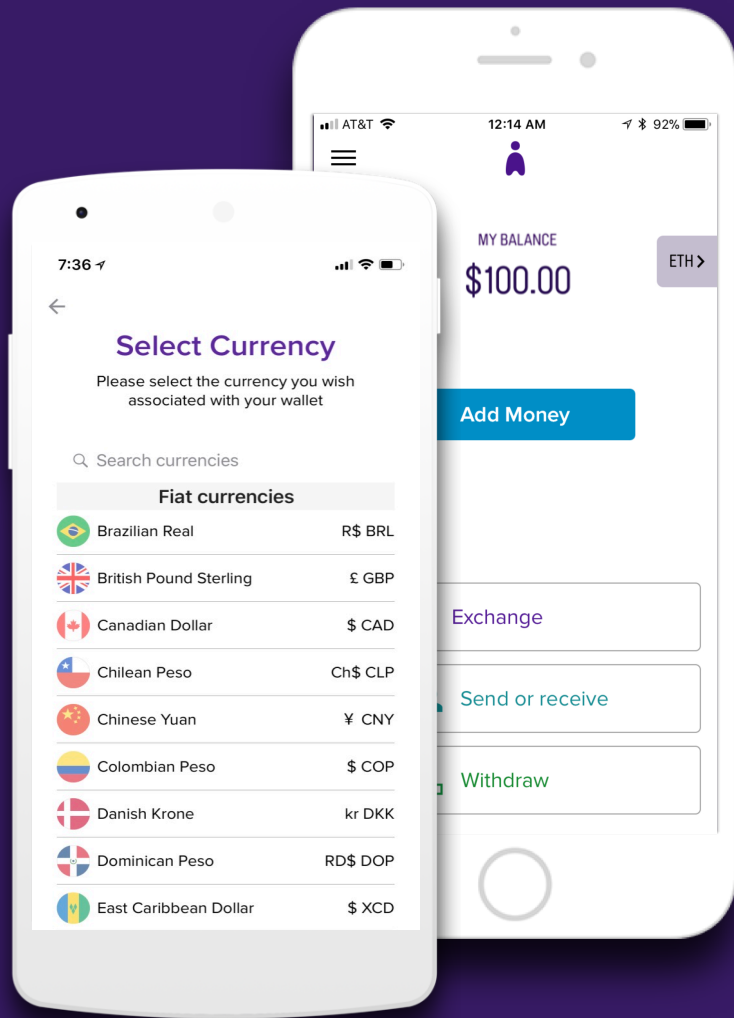 AT&T 12:14 AM 92%
MY BALANCE
$100.00
ETH >
Add Money
Exchange
Send or receive
Withdraw
7:36
Select Currency
Please select the currency you wish
associated with your wallet
Search currencies
Fiat currencies
Brazilian Real R$ BRL
British Pound Sterling £ GBP
Canadian Dollar $ CAD
Chilean Peso Ch$ CLP
Chinese Yuan ¥ CNY
Colombian Peso $ COP
Danish Krone kr DKK
Dominican Peso RD$ DOP
East Caribbean Dollar $ XCD